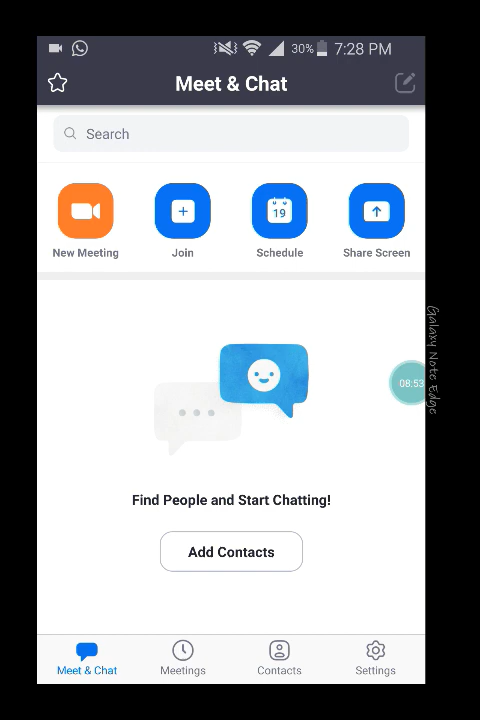 30% 7:28 PM
Meet & Chat
Search
19
New Meeting Join Schedule Share Screen
Galaxy Note Edge
08:53
Find People and Start Chatting!
Add Contacts
Meet & Chat Meetings Contacts Settings